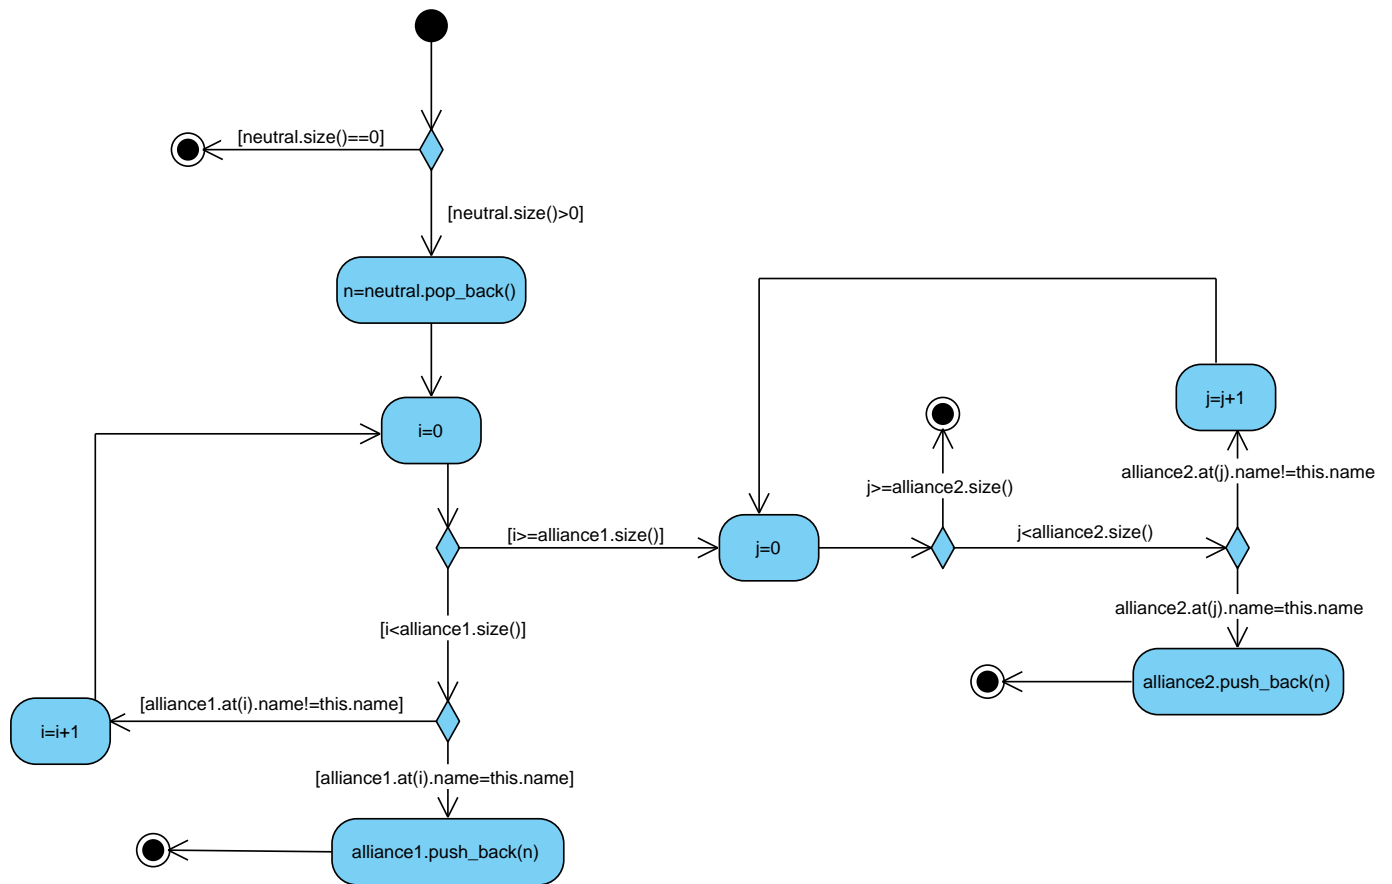 [neutral.size()==0]
[neutral.size()>0]
n=neutral.pop_back()
i=0
[i>=alliance1.size()]
[i<alliance1.size()]
[alliance1.at(i).name!=this.name]
i=i+1
[alliance1.at(i).name=this.name]
alliance1.push_back(n)
j=0
j>=alliance2.size()
j<alliance2.size()
alliance2.at(j).name!=this.name
j=j+1
alliance2.at(j).name=this.name
alliance2.push_back(n)